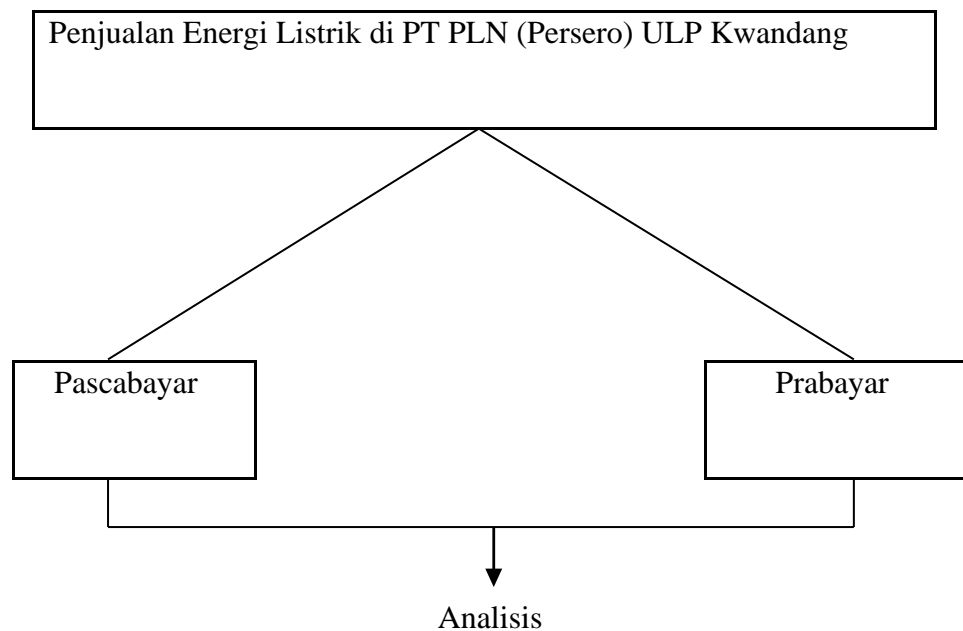 Penjualan Energi Listrik di PT PLN (Persero) ULP Kwandang
Pascabayar
Prabayar
Analisis